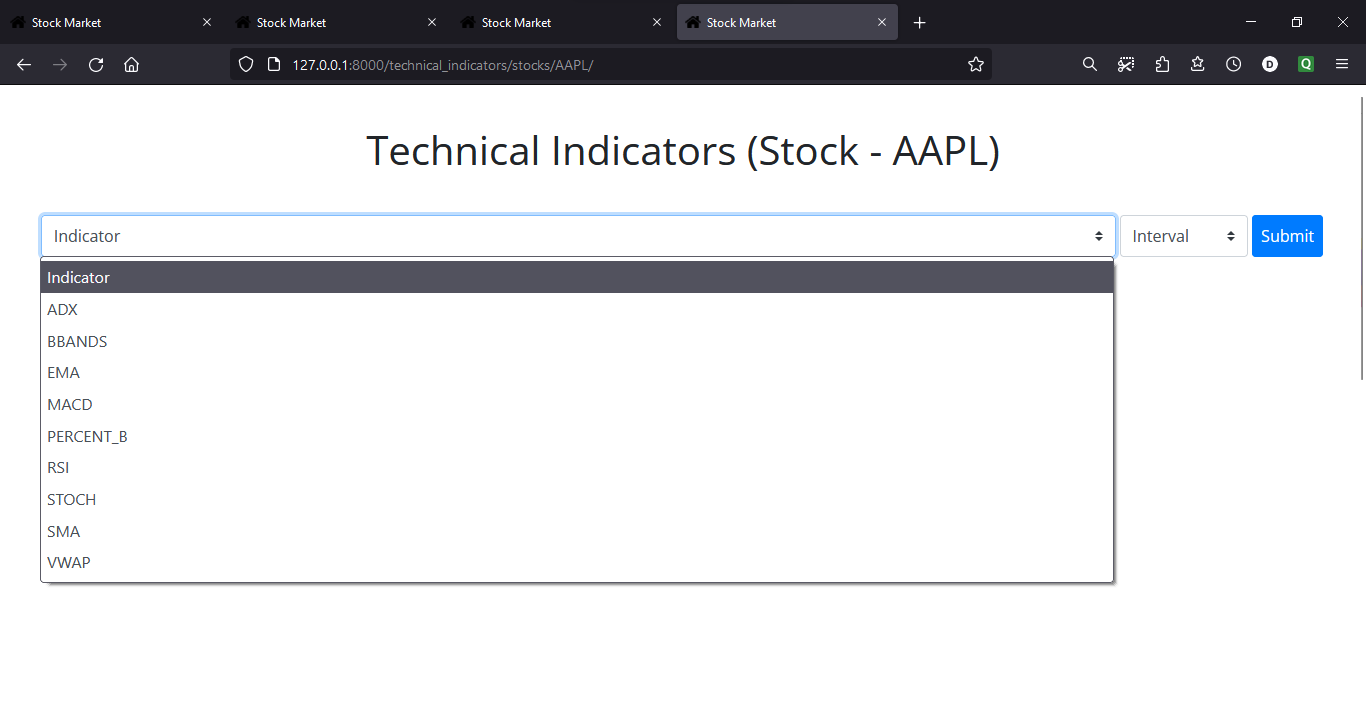 Stock Market Stock Market Stock Market Stock Market
127.0.0.1:8000/technical_indicators/stocks/AAPL/ D Q
Technical Indicators (Stock - AAPL)
Indicator Interval Submit
Indicator
ADX
BBANDS
EMA
MACD
PERCENT_B
RSI
STOCH
SMA
VWAP